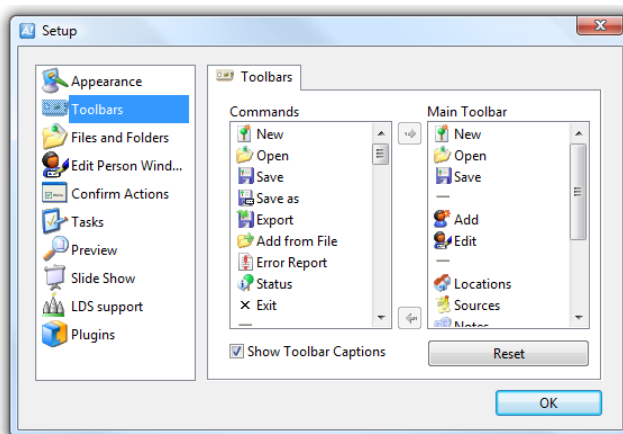 A!
Setup
Appearance
Toolbars
Files and Folders
Edit Person Wind...
Confirm Actions
Tasks
Preview
Slide Show
LDS support
Plugins
Toolbars
Commands
New
Open
Save
Save as
Export
Add from File
Error Report
Status
Exit
Main Toolbar
New
Open
Save
Add
Edit
Locations
Sources
Notes
Show Toolbar Captions
Reset
OK